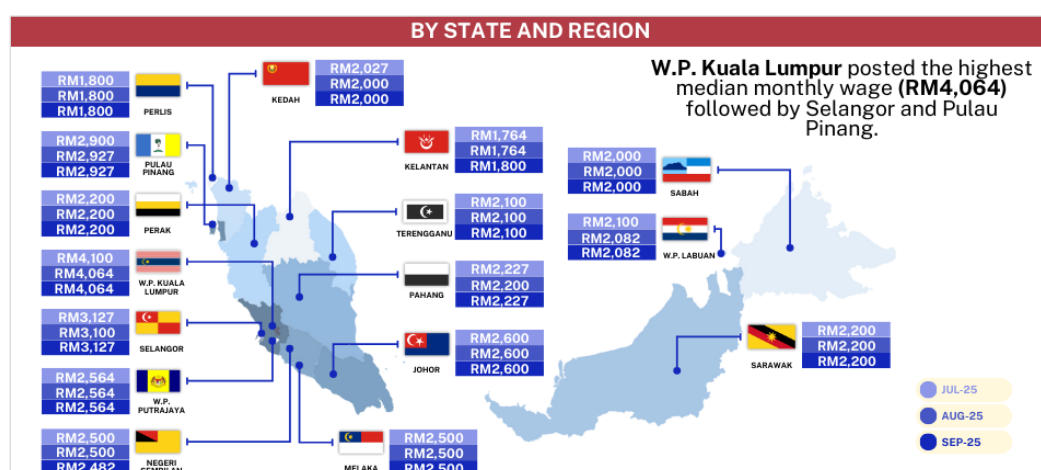 BY STATE AND REGION
W.P. Kuala Lumpur posted the highest
median monthly wage (RM4,064)
followed by Selangor and Pulau
Pinang.
RM1,800
RM1,800
RM1,800
PERLIS
RM2,027
RM2,000
RM2,000
KEDAH
RM2,900
RM2,927
RM2,927
PULAU
PINANG
RM1,764
RM1,764
RM1,800
KELANTAN
RM2,200
RM2,200
RM2,200
PERAK
RM2,100
RM2,100
RM2,100
TERENGGANU
RM4,100
RM4,064
RM4,064
W.P. KUALA
LUMPUR
RM2,227
RM2,200
RM2,227
PAHANG
RM3,127
RM3,100
RM3,127
SELANGOR
RM2,600
RM2,600
RM2,600
JOHOR
RM2,564
RM2,564
RM2,564
W.P.
PUTRAJAYA
RM2,500
RM2,500
RM2,482
NEGERI
SEMBILAN
RM2,500
RM2,500
RM2,500
MELAKA
RM2,000
RM2,000
RM2,000
SABAH
RM2,100
RM2,082
RM2,082
W.P. LABUAN
RM2,200
RM2,200
RM2,200
SARAWAK
JUL-25
AUG-25
SEP-25